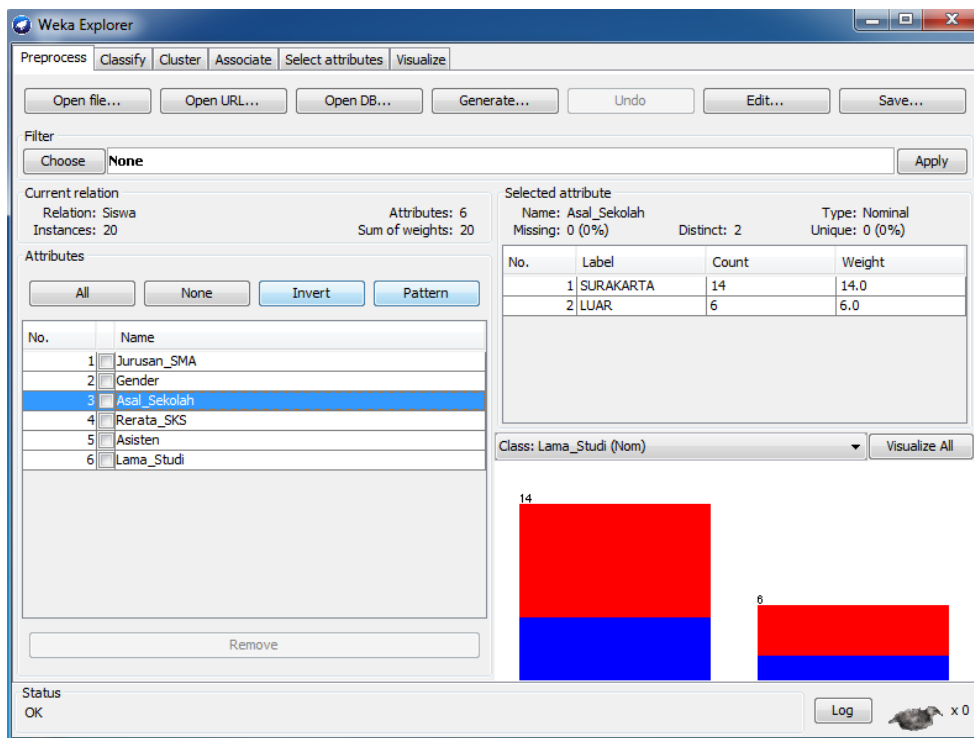 Weka Explorer
Preprocess Classify Cluster Associate Select attributes Visualize
Open file... Open URL... Open DB... Generate... Undo Edit... Save...
Filter
Choose None Apply
Current relation
Relation: Siswa Attributes: 6
Instances: 20 Sum of weights: 20
Attributes
All None Invert Pattern
No. Name
1 Jurusan_SMA
2 Gender
3 Asal_Sekolah
4 Rerata_SKS
5 Asisten
6 Lama_Studi
Remove
Selected attribute
Name: Asal_Sekolah Type: Nominal
Missing: 0 (0%) Distinct: 2 Unique: 0 (0%)
No. Label Count Weight
1 SURAKARTA 14 14.0
2 LUAR 6 6.0
Class: Lama_Studi (Nom) Visualize All
14
6
Status
OK
Log x 0